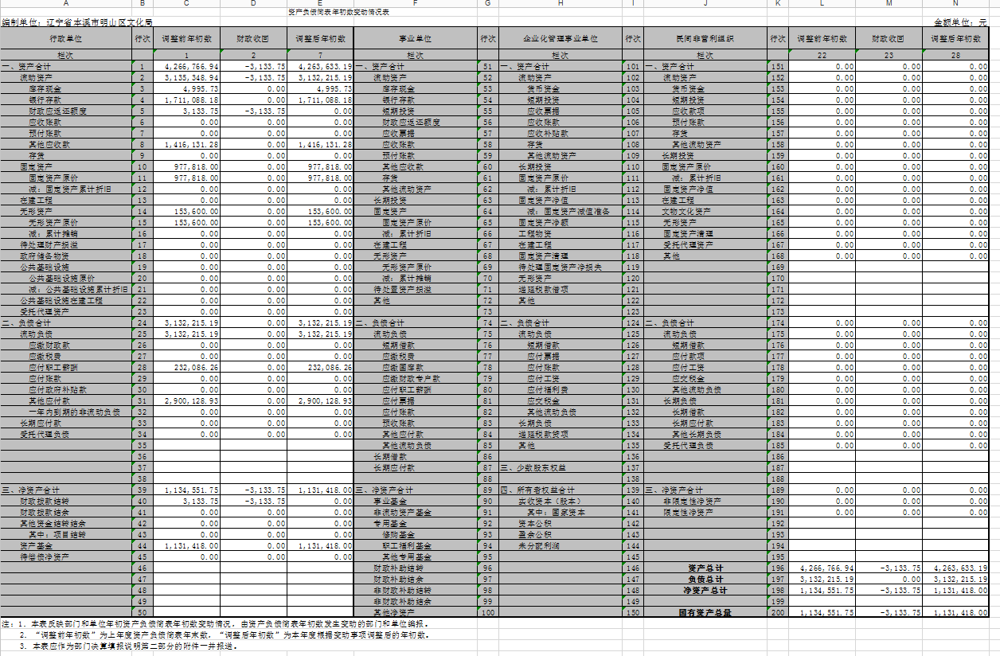 A B C D E F G H I J K L M N
资产负债简表年初数变动情况表
编制单位：辽宁省本溪市明山区文化局 金额单位：元
行政单位 行次 调整前年初数 财政收回 调整后年初数 事业单位 行次 企业化管理事业单位 行次 民间非营利组织 行次 调整前年初数 财政收回 调整后年初数
栏次 1 2 7 栏次 栏次 栏次 22 23 28
一、资产合计 1 4,266,766.94 -3,133.75 4,263,633.19 一、资产合计 51 一、资产合计 101 一、资产合计 151 0.00 0.00 0.00
流动资产 2 3,135,348.94 -3,133.75 3,132,215.19 流动资产 52 流动资产 102 流动资产 152 0.00 0.00 0.00
库存现金 3 4,995.73 0.00 4,995.73 库存现金 53 货币资金 103 货币资金 153 0.00 0.00 0.00
银行存款 4 1,711,088.18 0.00 1,711,088.18 银行存款 54 短期投资 104 短期投资 154 0.00 0.00 0.00
财政应返还额度 5 3,133.75 -3,133.75 0.00 短期投资 55 应收票据 105 应收款项 155 0.00 0.00 0.00
应收账款 6 0.00 0.00 0.00 财政应返还额度 56 应收账款 106 预付账款 156 0.00 0.00 0.00
预付账款 7 0.00 0.00 0.00 应收票据 57 应收补贴款 107 存货 157 0.00 0.00 0.00
其他应收款 8 1,416,131.28 0.00 1,416,131.28 应收账款 58 存货 108 其他流动资产 158 0.00 0.00 0.00
存货 9 0.00 0.00 0.00 预付账款 59 其他流动资产 109 长期投资 159 0.00 0.00 0.00
固定资产 10 977,818.00 0.00 977,818.00 其他应收款 60 长期投资 110 固定资产原价 160 0.00 0.00 0.00
固定资产原价 11 977,818.00 0.00 977,818.00 存货 61 固定资产原价 111 减：累计折旧 161 0.00 0.00 0.00
减：固定资产累计折旧 12 0.00 0.00 0.00 其他流动资产 62 减：累计折旧 112 固定资产净值 162 0.00 0.00 0.00
在建工程 13 0.00 0.00 0.00 长期投资 63 固定资产净值 113 在建工程 163 0.00 0.00 0.00
无形资产 14 153,600.00 0.00 153,600.00 固定资产 64 减：固定资产减值准备 114 文物文化资产 164 0.00 0.00 0.00
无形资产原价 15 153,600.00 0.00 153,600.00 固定资产原价 65 固定资产净额 115 无形资产 165 0.00 0.00 0.00
减：累计摊销 16 0.00 0.00 0.00 减：累计折旧 66 工程物资 116 固定资产清理 166 0.00 0.00 0.00
待处理财产损溢 17 0.00 0.00 0.00 在建工程 67 在建工程 117 受托代理资产 167 0.00 0.00 0.00
政府储备物资 18 0.00 0.00 0.00 无形资产 68 固定资产清理 118 其他 168 0.00 0.00 0.00
公共基础设施 19 0.00 0.00 0.00 无形资产原价 69 待处理固定资产净损失 119 169
公共基础设施原价 20 0.00 0.00 0.00 减：累计摊销 70 无形资产 120 170
减：公共基础设施累计折旧 21 0.00 0.00 0.00 待处置资产损溢 71 递延税款借项 121 171
公共基础设施在建工程 22 0.00 0.00 0.00 其他 72 其他 122 172
受托代理资产 23 0.00 0.00 0.00 73 123 173
二、负债合计 24 3,132,215.19 0.00 3,132,215.19 二、负债合计 74 二、负债合计 124 二、负债合计 174 0.00 0.00 0.00
流动负债 25 3,132,215.19 0.00 3,132,215.19 流动负债 75 流动负债 125 流动负债 175 0.00 0.00 0.00
应缴财政款 26 0.00 0.00 0.00 短期借款 76 短期借款 126 短期借款 176 0.00 0.00 0.00
应缴税费 27 0.00 0.00 0.00 应缴税费 77 应付票据 127 应付款项 177 0.00 0.00 0.00
应付职工薪酬 28 232,086.26 0.00 232,086.26 应缴国库款 78 应付账款 128 应付工资 178 0.00 0.00 0.00
应付账款 29 0.00 0.00 0.00 应缴财政专户款 79 应付工资 129 应交税金 179 0.00 0.00 0.00
应付政府补贴款 30 0.00 0.00 0.00 应付职工薪酬 80 应付福利费 130 其他流动负债 180 0.00 0.00 0.00
其他应付款 31 2,900,128.93 0.00 2,900,128.93 应付票据 81 应交税金 131 长期负债 181 0.00 0.00 0.00
一年内到期的非流动负债 32 0.00 0.00 0.00 应付账款 82 其他流动负债 132 长期借款 182 0.00 0.00 0.00
长期应付款 33 0.00 0.00 0.00 预收账款 83 长期负债 133 长期应付款 183 0.00 0.00 0.00
受托代理负债 34 0.00 0.00 0.00 其他应付款 84 递延税款贷项 134 其他长期负债 184 0.00 0.00 0.00
35 其他流动负债 85 其他 135 受托代理负债 185 0.00 0.00 0.00
36 长期借款 86 136 186
37 长期应付款 87 三、少数股东权益 137 187
38 88 138 188
三、净资产合计 39 1,134,551.75 -3,133.75 1,131,418.00 三、净资产合计 89 四、所有者权益合计 139 三、净资产合计 189 0.00 0.00 0.00
财政拨款结转 40 3,133.75 -3,133.75 0.00 事业基金 90 实收资本（股本） 140 非限定性净资产 190 0.00 0.00 0.00
财政拨款结余 41 0.00 0.00 0.00 非流动资产基金 91 其中：国家资本 141 限定性净资产 191 0.00 0.00 0.00
其他资金结转结余 42 0.00 0.00 0.00 专用基金 92 资本公积 142 192
其中：项目结转 43 0.00 0.00 0.00 修购基金 93 盈余公积 143 193
资产基金 44 1,131,418.00 0.00 1,131,418.00 职工福利基金 94 未分配利润 144 194
待偿债净资产 45 0.00 0.00 0.00 其他专用基金 95 145 195
46 财政补助结转 96 146 资产总计 196 4,266,766.94 -3,133.75 4,263,633.19
47 财政补助结余 97 147 负债总计 197 3,132,215.19 0.00 3,132,215.19
48 非财政补助结转 98 148 净资产总计 198 1,134,551.75 -3,133.75 1,131,418.00
49 非财政补助结余 99 149 199
50 其他净资产 100 150 国有资产总量 200 1,134,551.75 -3,133.75 1,131,418.00
注：1. 本表反映部门和单位年初资产负债简表年初数变动情况，由资产负债简表年初数发生变动的部门和单位编报。
2. “调整前年初数”为上年度资产负债简表年末数，“调整后年初数”为本年度根据变动事项调整后的年初数。
3. 本表应作为部门决算填报说明第二部分的附件一并报送。